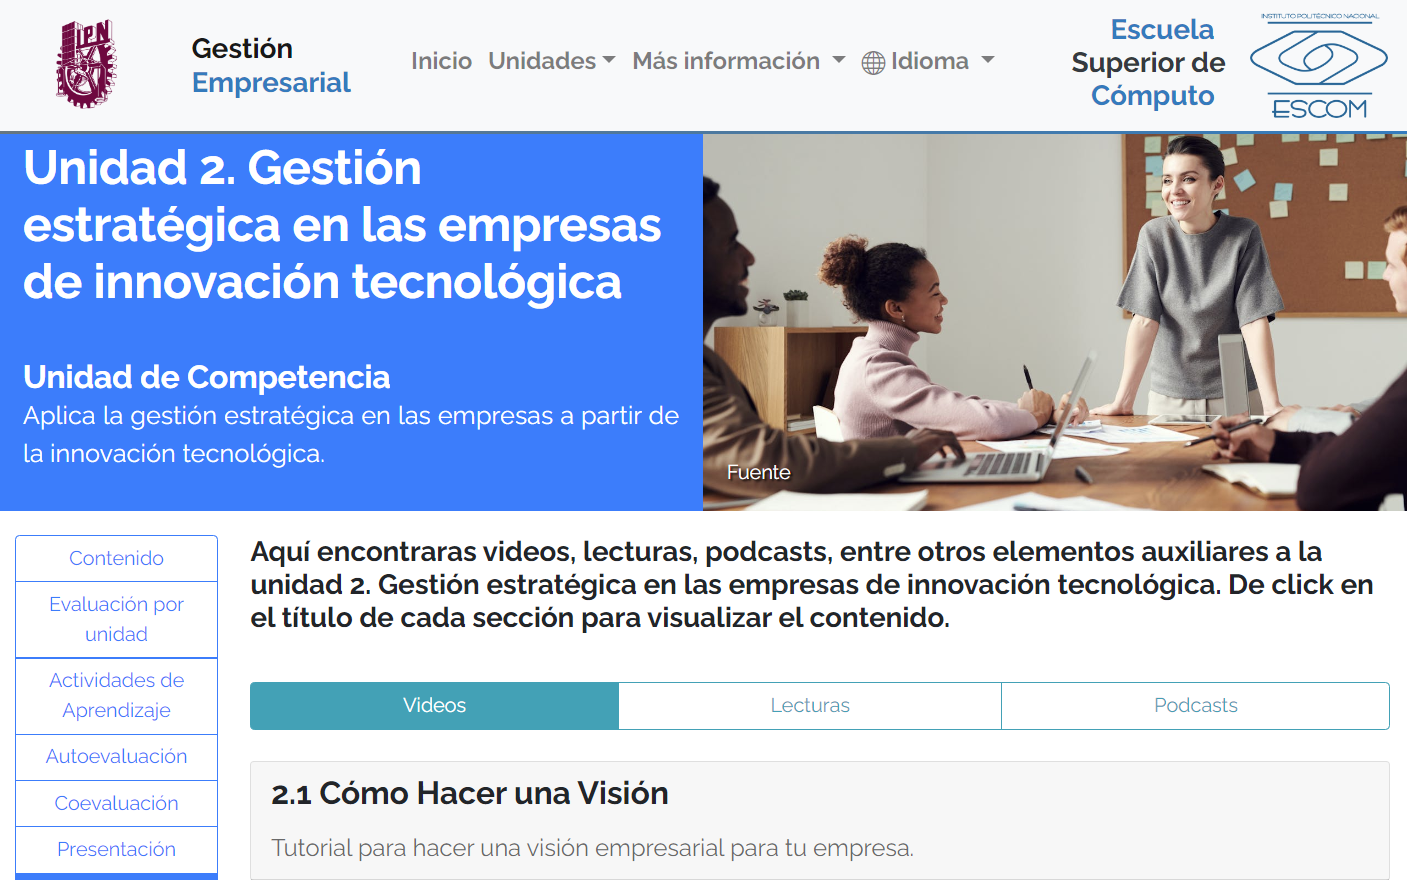 IPN
Gestión
Empresarial
Inicio
Unidades
Más información
Idioma
Escuela
Superior de
Cómputo
INSTITUTO POLITÉCNICO NACIONAL
ESCOM
Unidad 2. Gestión
estratégica en las empresas
de innovación tecnológica
Unidad de Competencia
Aplica la gestión estratégica en las empresas a partir de
la innovación tecnológica.
Fuente
Contenido
Evaluación por
unidad
Actividades de
Aprendizaje
Autoevaluación
Coevaluación
Presentación
Aquí encontraras videos, lecturas, podcasts, entre otros elementos auxiliares a la
unidad 2. Gestión estratégica en las empresas de innovación tecnológica. De click en
el título de cada sección para visualizar el contenido.
Videos
Lecturas
Podcasts
2.1 Cómo Hacer una Visión
Tutorial para hacer una visión empresarial para tu empresa.